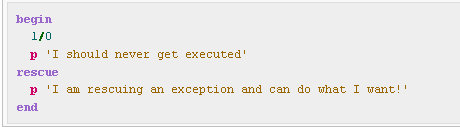 begin
  1/0
  p 'I should never get executed'
rescue
  p 'I am rescuing an exception and can do what I want!'
end